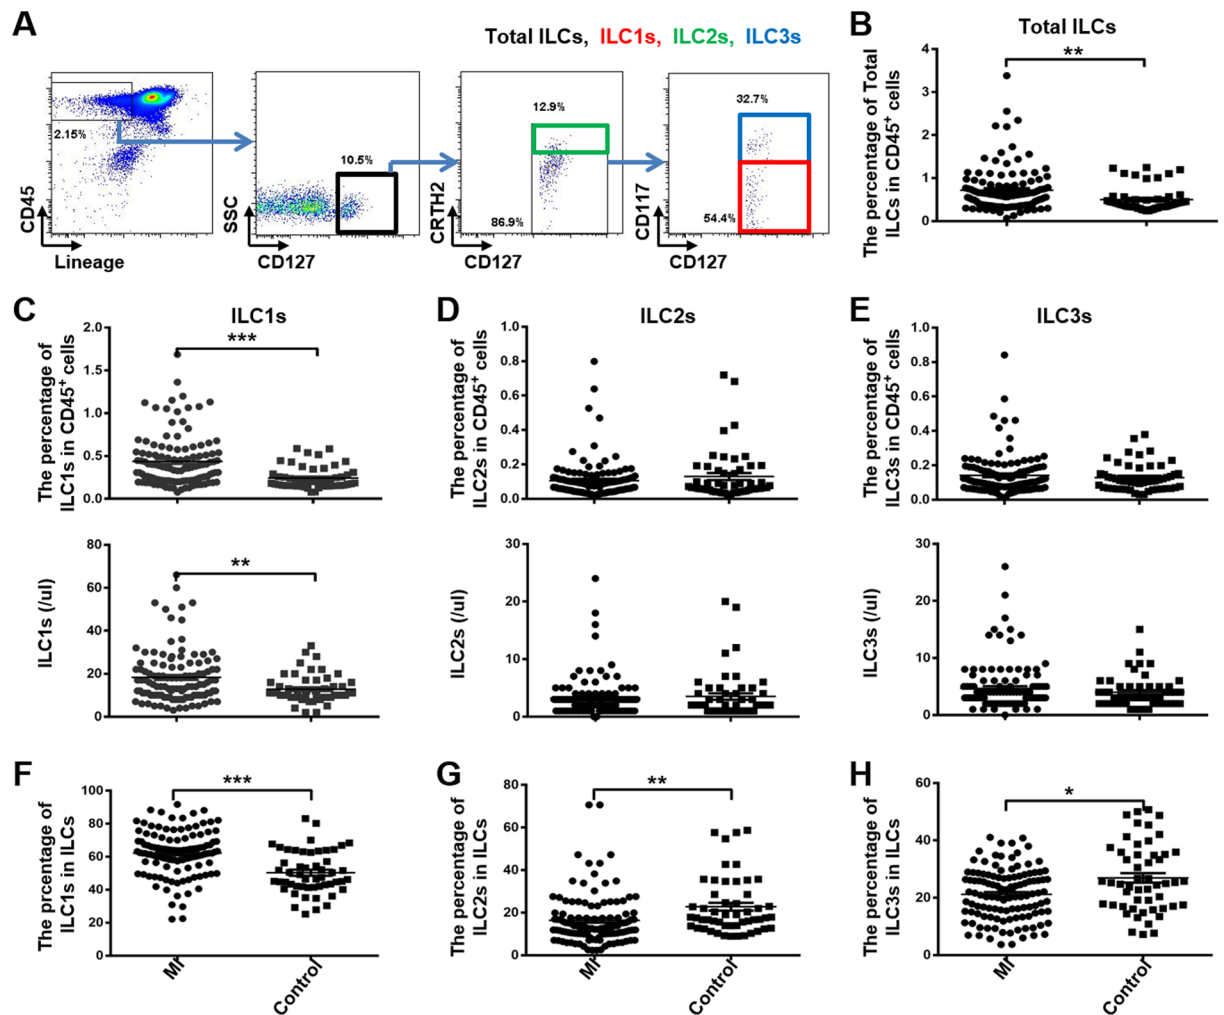 A
Total ILCs, ILC1s, ILC2s, ILC3s
2.15%
CD45
Lineage
10.5%
SSC
CD127
12.9%
86.9%
CRTH2
CD127
32.7%
54.4%
CD117
CD127
B
Total ILCs
**
The percentage of Total
ILCs in CD45+ cells
4
3
2
1
0
C
ILC1s
***
The percentage of
ILC1s in CD45+ cells
2.0
1.5
1.0
0.5
0.0
D
ILC2s
The percentage of
ILC2s in CD45+ cells
1.0
0.8
0.6
0.4
0.2
0.0
E
ILC3s
The percentage of
ILC3s in CD45+ cells
1.0
0.8
0.6
0.4
0.2
0.0
**
ILC1s (/ul)
80
60
40
20
0
ILC2s (/ul)
30
20
10
0
ILC3s (/ul)
30
20
10
0
F
***
The percentage of
ILC1s in ILCs
100
80
60
40
20
0
MI
Control
G
**
The percentage of
ILC2s in ILCs
80
60
40
20
0
MI
Control
H
*
The percentage of
ILC3s in ILCs
60
40
20
0
MI
Control